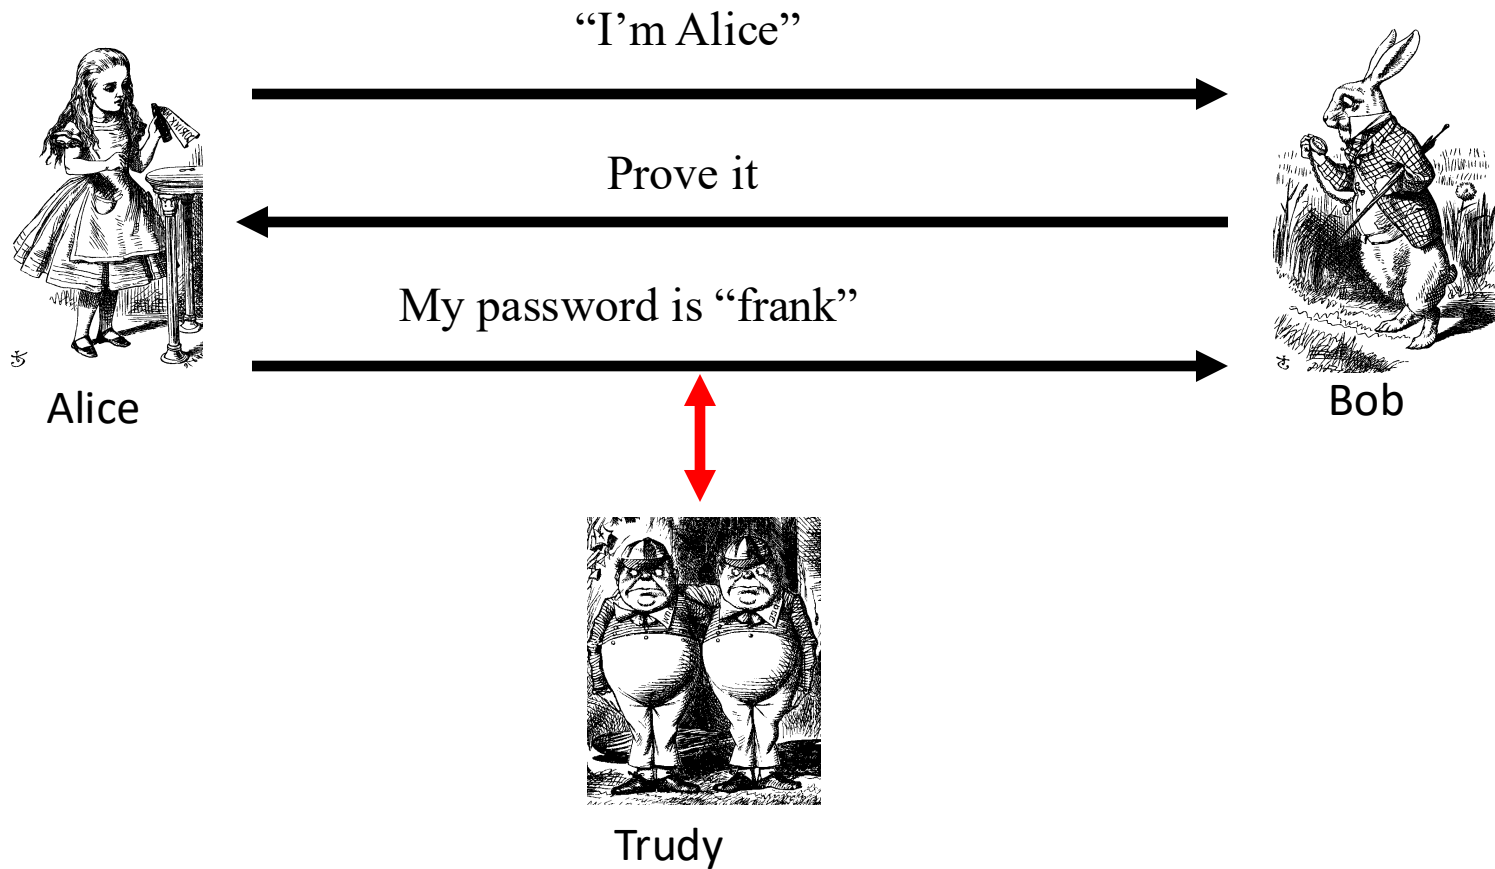 “I’m Alice”
Prove it
My password is “frank”
Alice
Bob
Trudy